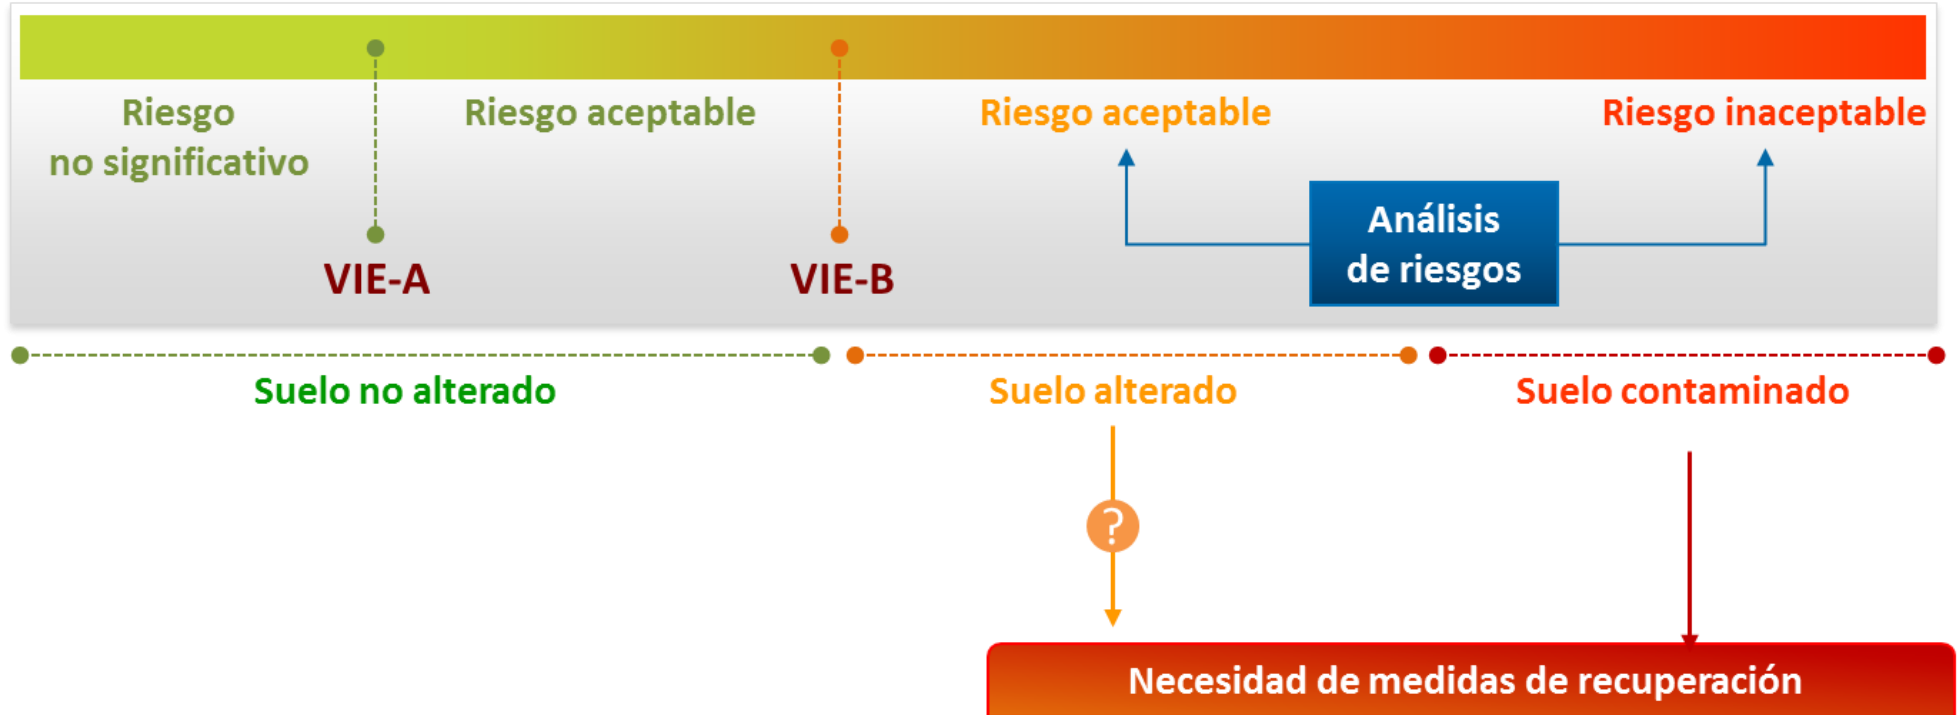 Riesgo
no significativo
Riesgo aceptable
Riesgo aceptable
Riesgo inaceptable
Análisis
de riesgos
VIE-A
VIE-B
Suelo no alterado
Suelo alterado
Suelo contaminado
?
Necesidad de medidas de recuperación